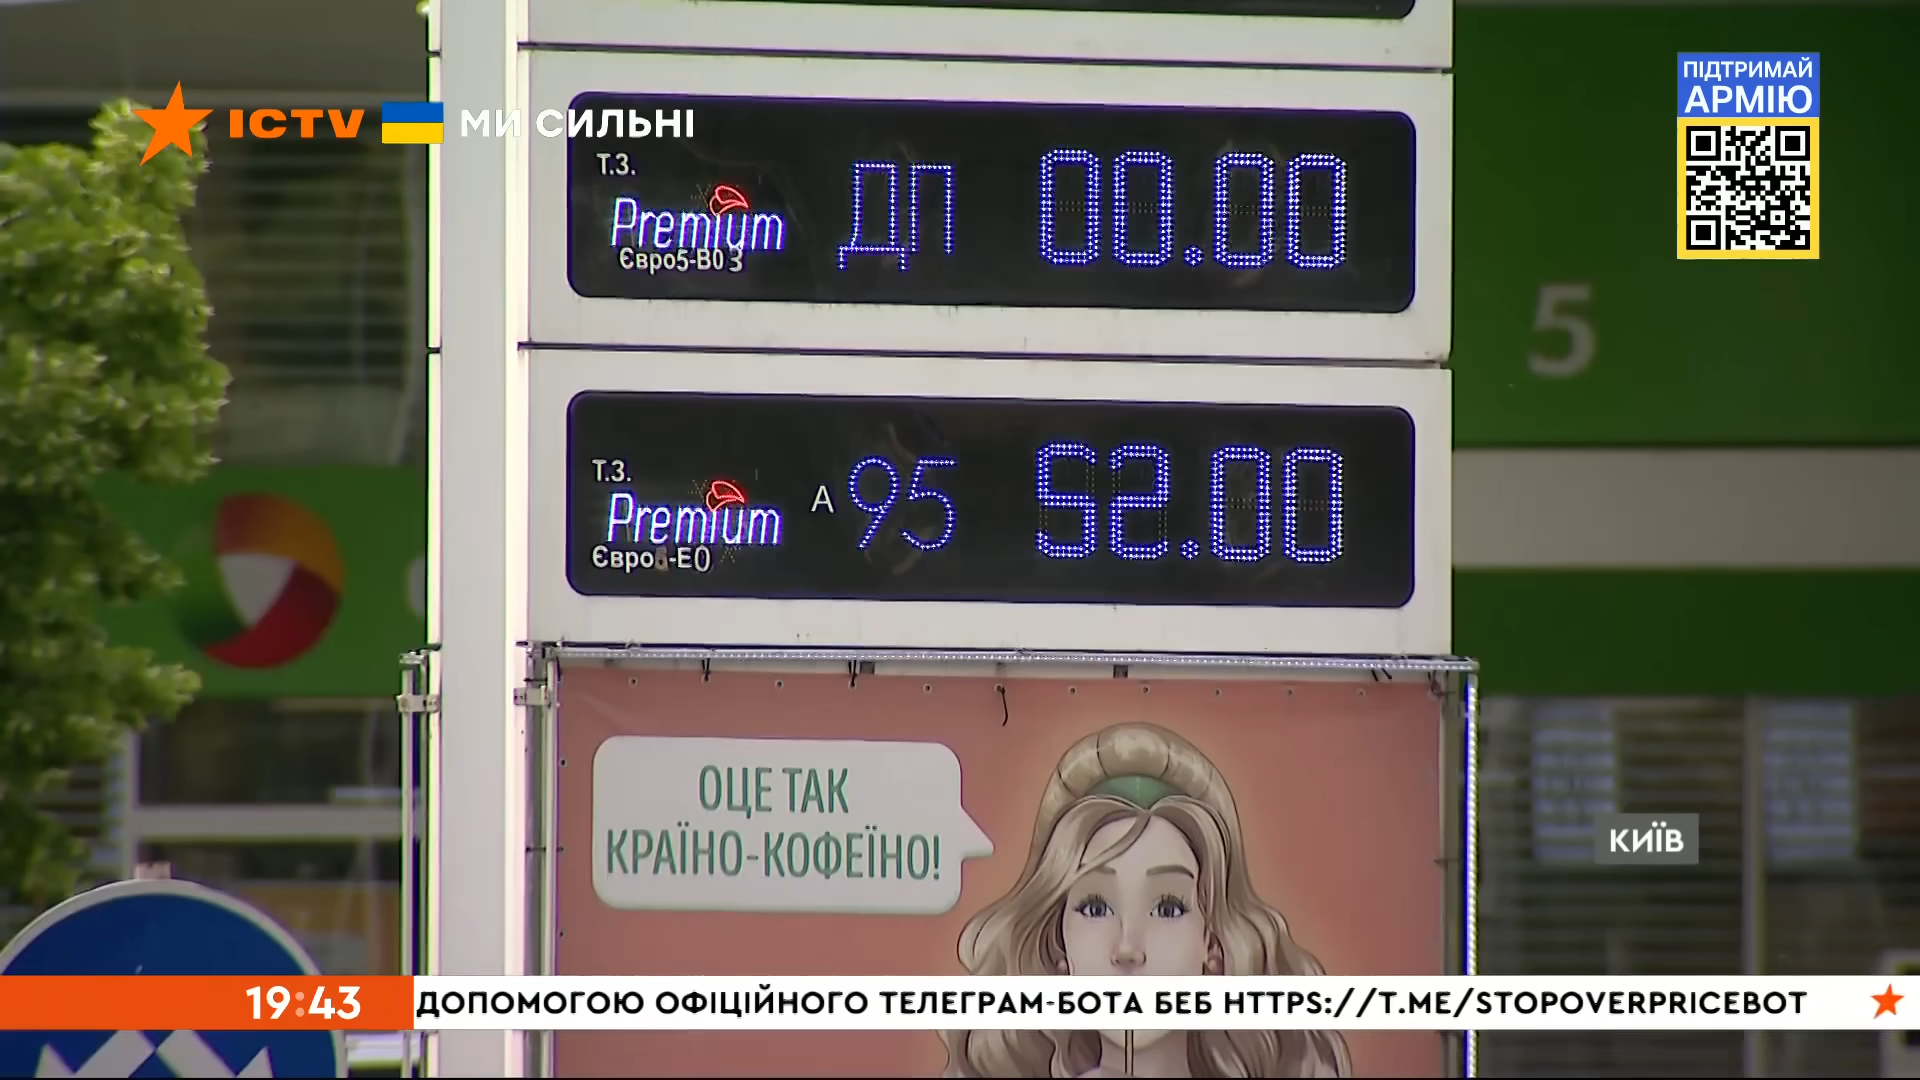 ICTV МИ СИЛЬНІ
ПІДТРИМАЙ
АРМІЮ
Т.З.
Premium
Євро5-В0
ДП 00.00
5
Т.З.
Premium
А 95 52.00
ОЦЕ ТАК
КРАЇНО-КОФЕЇНО!
КИЇВ
19:43
ДОПОМОГОЮ ОФІЦІЙНОГО ТЕЛЕГРАМ-БОТА БЕБ HTTPS://T.ME/STOPOVERPRICEBOT